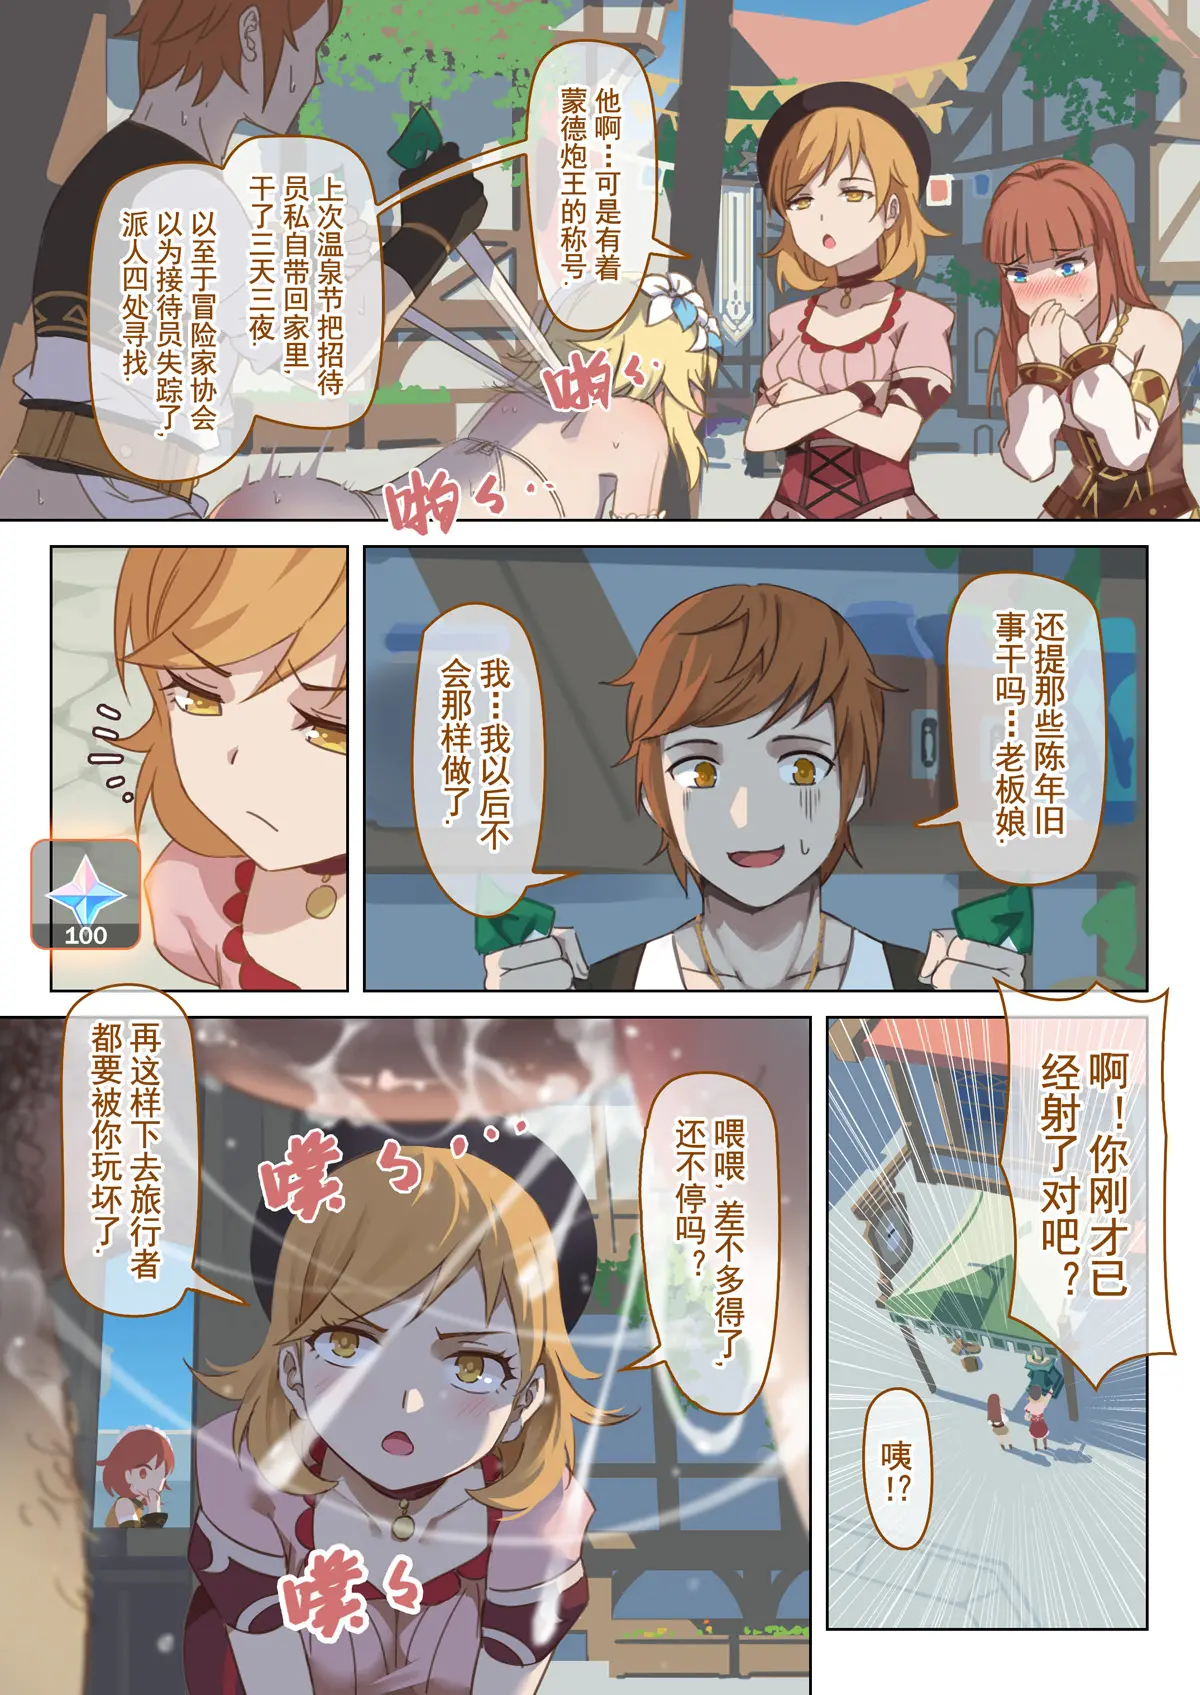 他啊…可是有着
蒙德炮王的称号.
上次温泉节把招待
员私自带回家里,
干了三天三夜
以至于冒险家协会
以为接待员失踪了,
派人四处寻找.
啪ㄅ‥
啪ㄅ‥
还提那些陈年旧
事干吗…老板娘.
我…我以后不
会那样做了.
100
啊！你刚才已
经射了对吧？
咦!?
喂喂,差不多得了,
还不停吗？
再这样下去旅行者
都要被你玩坏了.
噗ㄅ…
噗ㄅ